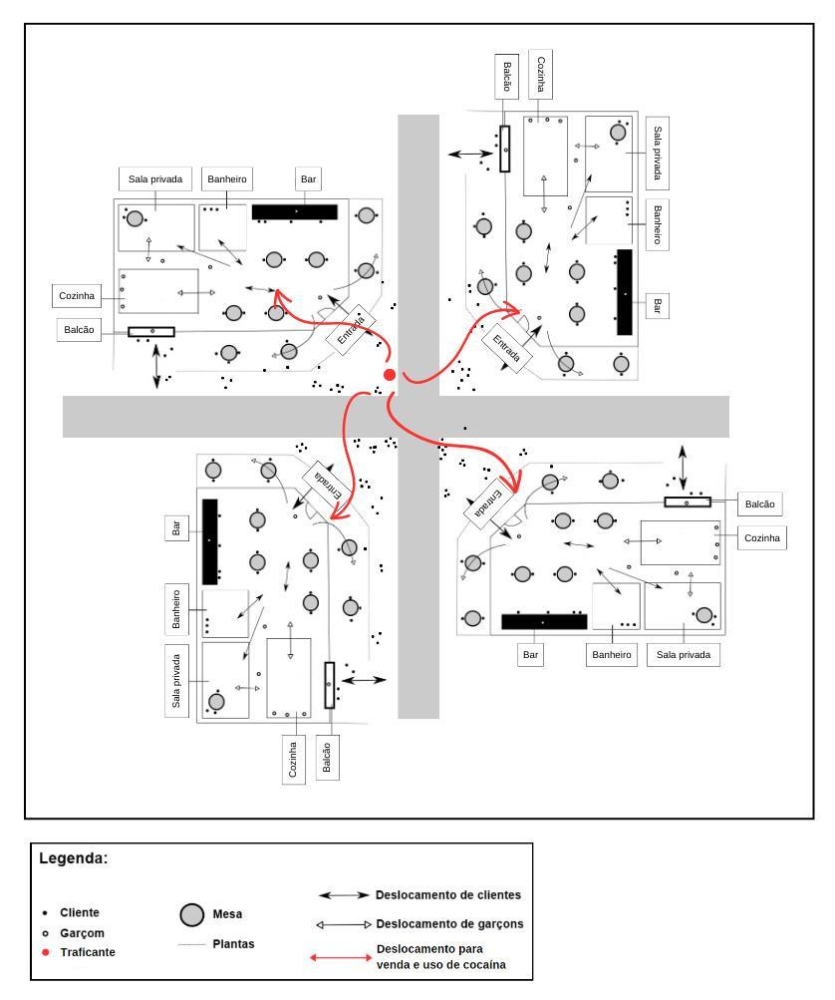 Balcão
Cozinha
Sala privada
Banheiro
Bar
Entrada
Sala privada
Banheiro
Bar
Cozinha
Balcão
Entrada
Entrada
Bar
Banheiro
Sala privada
Cozinha
Balcão
Entrada
Balcão
Cozinha
Bar
Banheiro
Sala privada
Legenda:
Cliente
Garçom
Traficante
Mesa
Plantas
Deslocamento de clientes
Deslocamento de garçons
Deslocamento para
venda e uso de cocaína